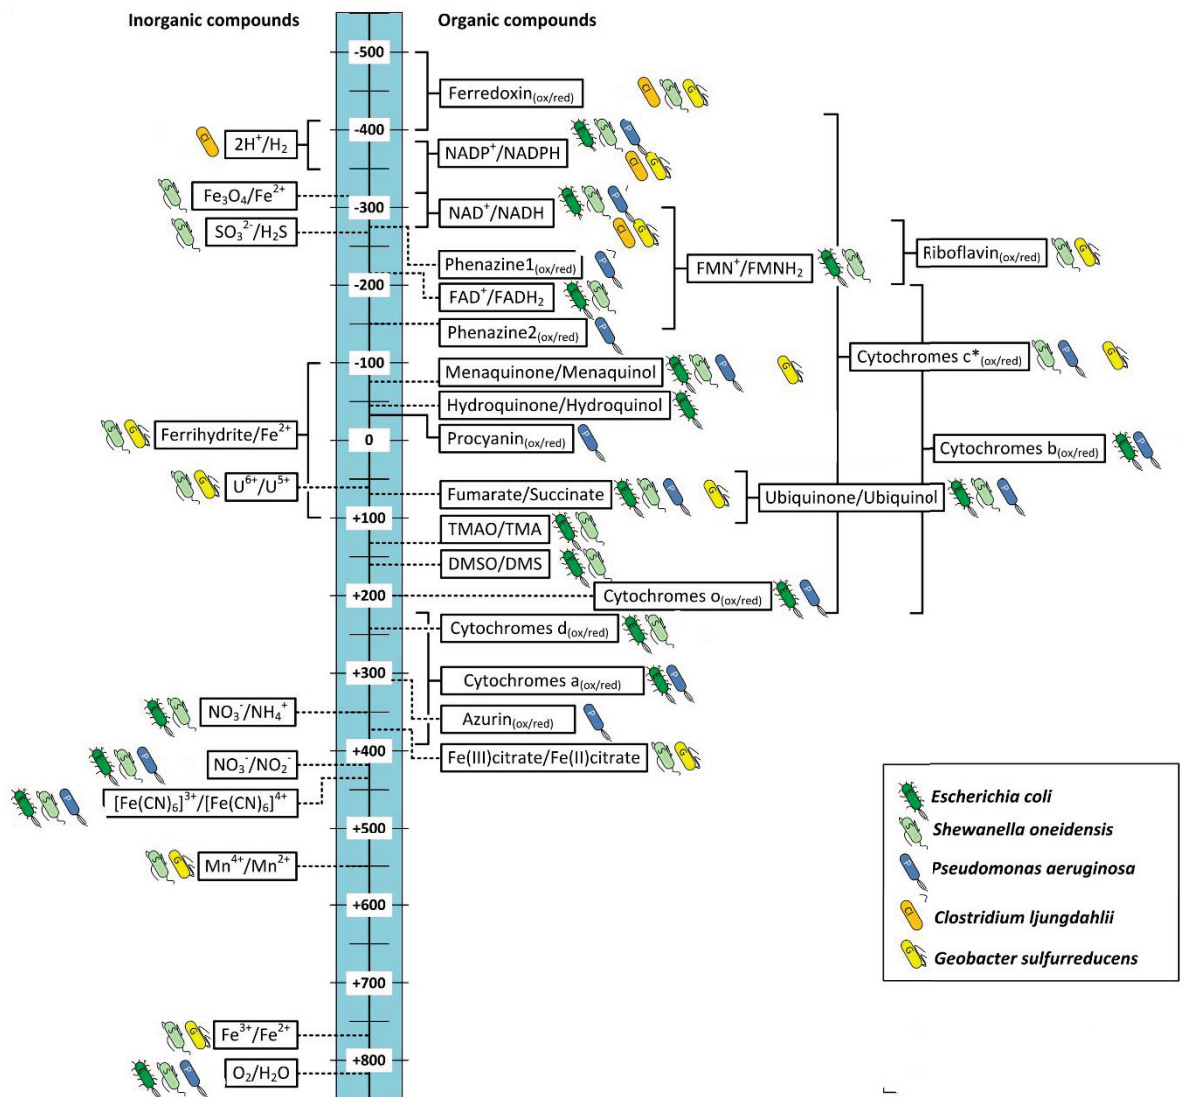 Inorganic compounds
Organic compounds
-500
-400
-300
-200
-100
0
+100
+200
+300
+400
+500
+600
+700
+800
2H⁺/H₂
Fe₃O₄/Fe²⁺
SO₃²⁻/H₂S
Ferrihydrite/Fe²⁺
U⁶⁺/U⁵⁺
NO₃⁻/NH₄⁺
NO₃⁻/NO₂⁻
[Fe(CN)₆]³⁺/[Fe(CN)₆]⁴⁺
Mn⁴⁺/Mn²⁺
Fe³⁺/Fe²⁺
O₂/H₂O
Ferredoxin(ox/red)
NADP⁺/NADPH
NAD⁺/NADH
Phenazine1(ox/red)
FAD⁺/FADH₂
Phenazine2(ox/red)
Menaquinone/Menaquinol
Hydroquinone/Hydroquinol
Procyanin(ox/red)
Fumarate/Succinate
TMAO/TMA
DMSO/DMS
Cytochromes o(ox/red)
Cytochromes d(ox/red)
Cytochromes a(ox/red)
Azurin(ox/red)
Fe(III)citrate/Fe(II)citrate
FMN⁺/FMNH₂
Riboflavin(ox/red)
Cytochromes c*(ox/red)
Cytochromes b(ox/red)
Ubiquinone/Ubiquinol
Escherichia coli
Shewanella oneidensis
Pseudomonas aeruginosa
Clostridium ljungdahlii
Geobacter sulfurreducens